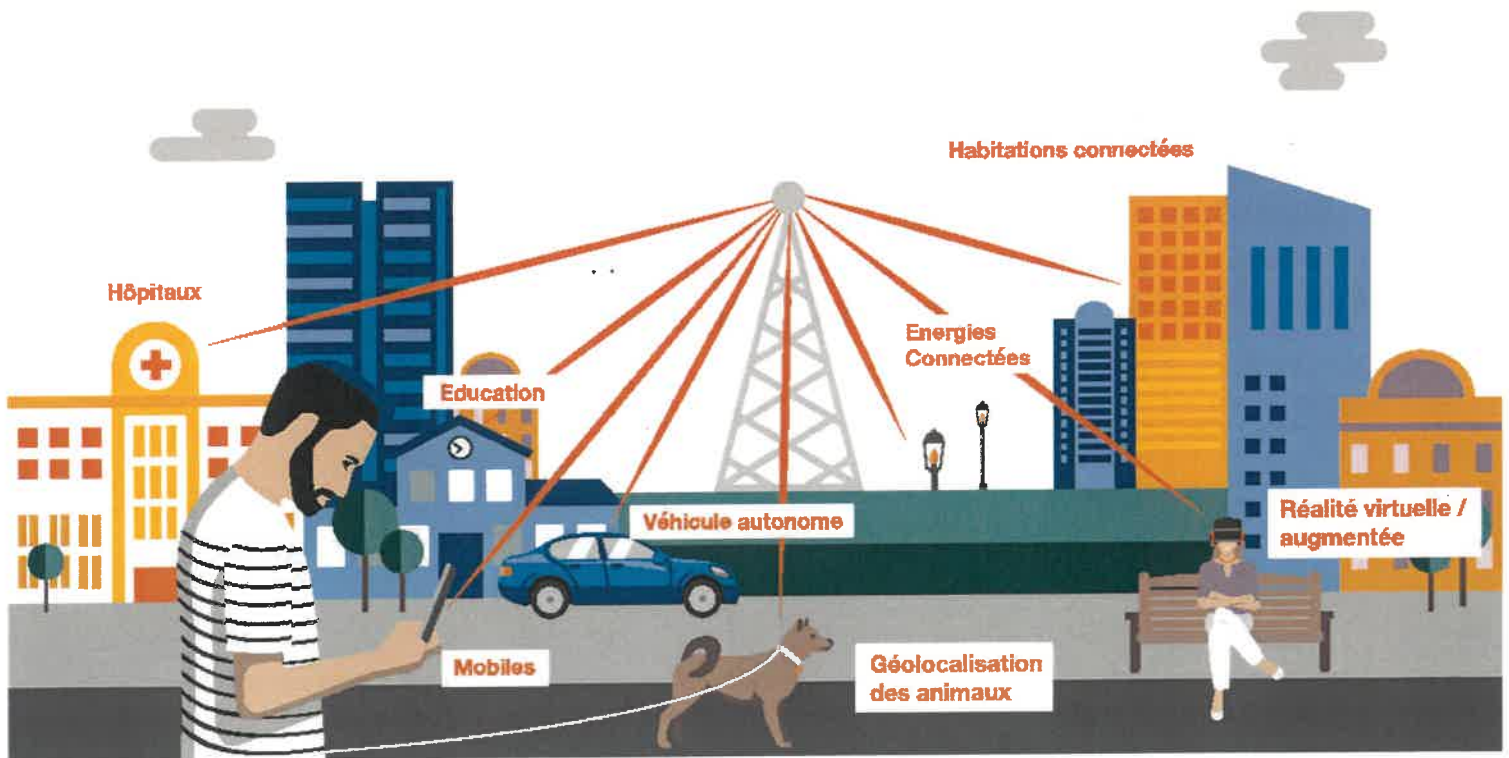 Habitations connectées
Hôpitaux
Energies
Connectées
Education
Réalité virtuelle /
augmentée
Véhicule autonome
Mobiles
Géolocalisation
des animaux